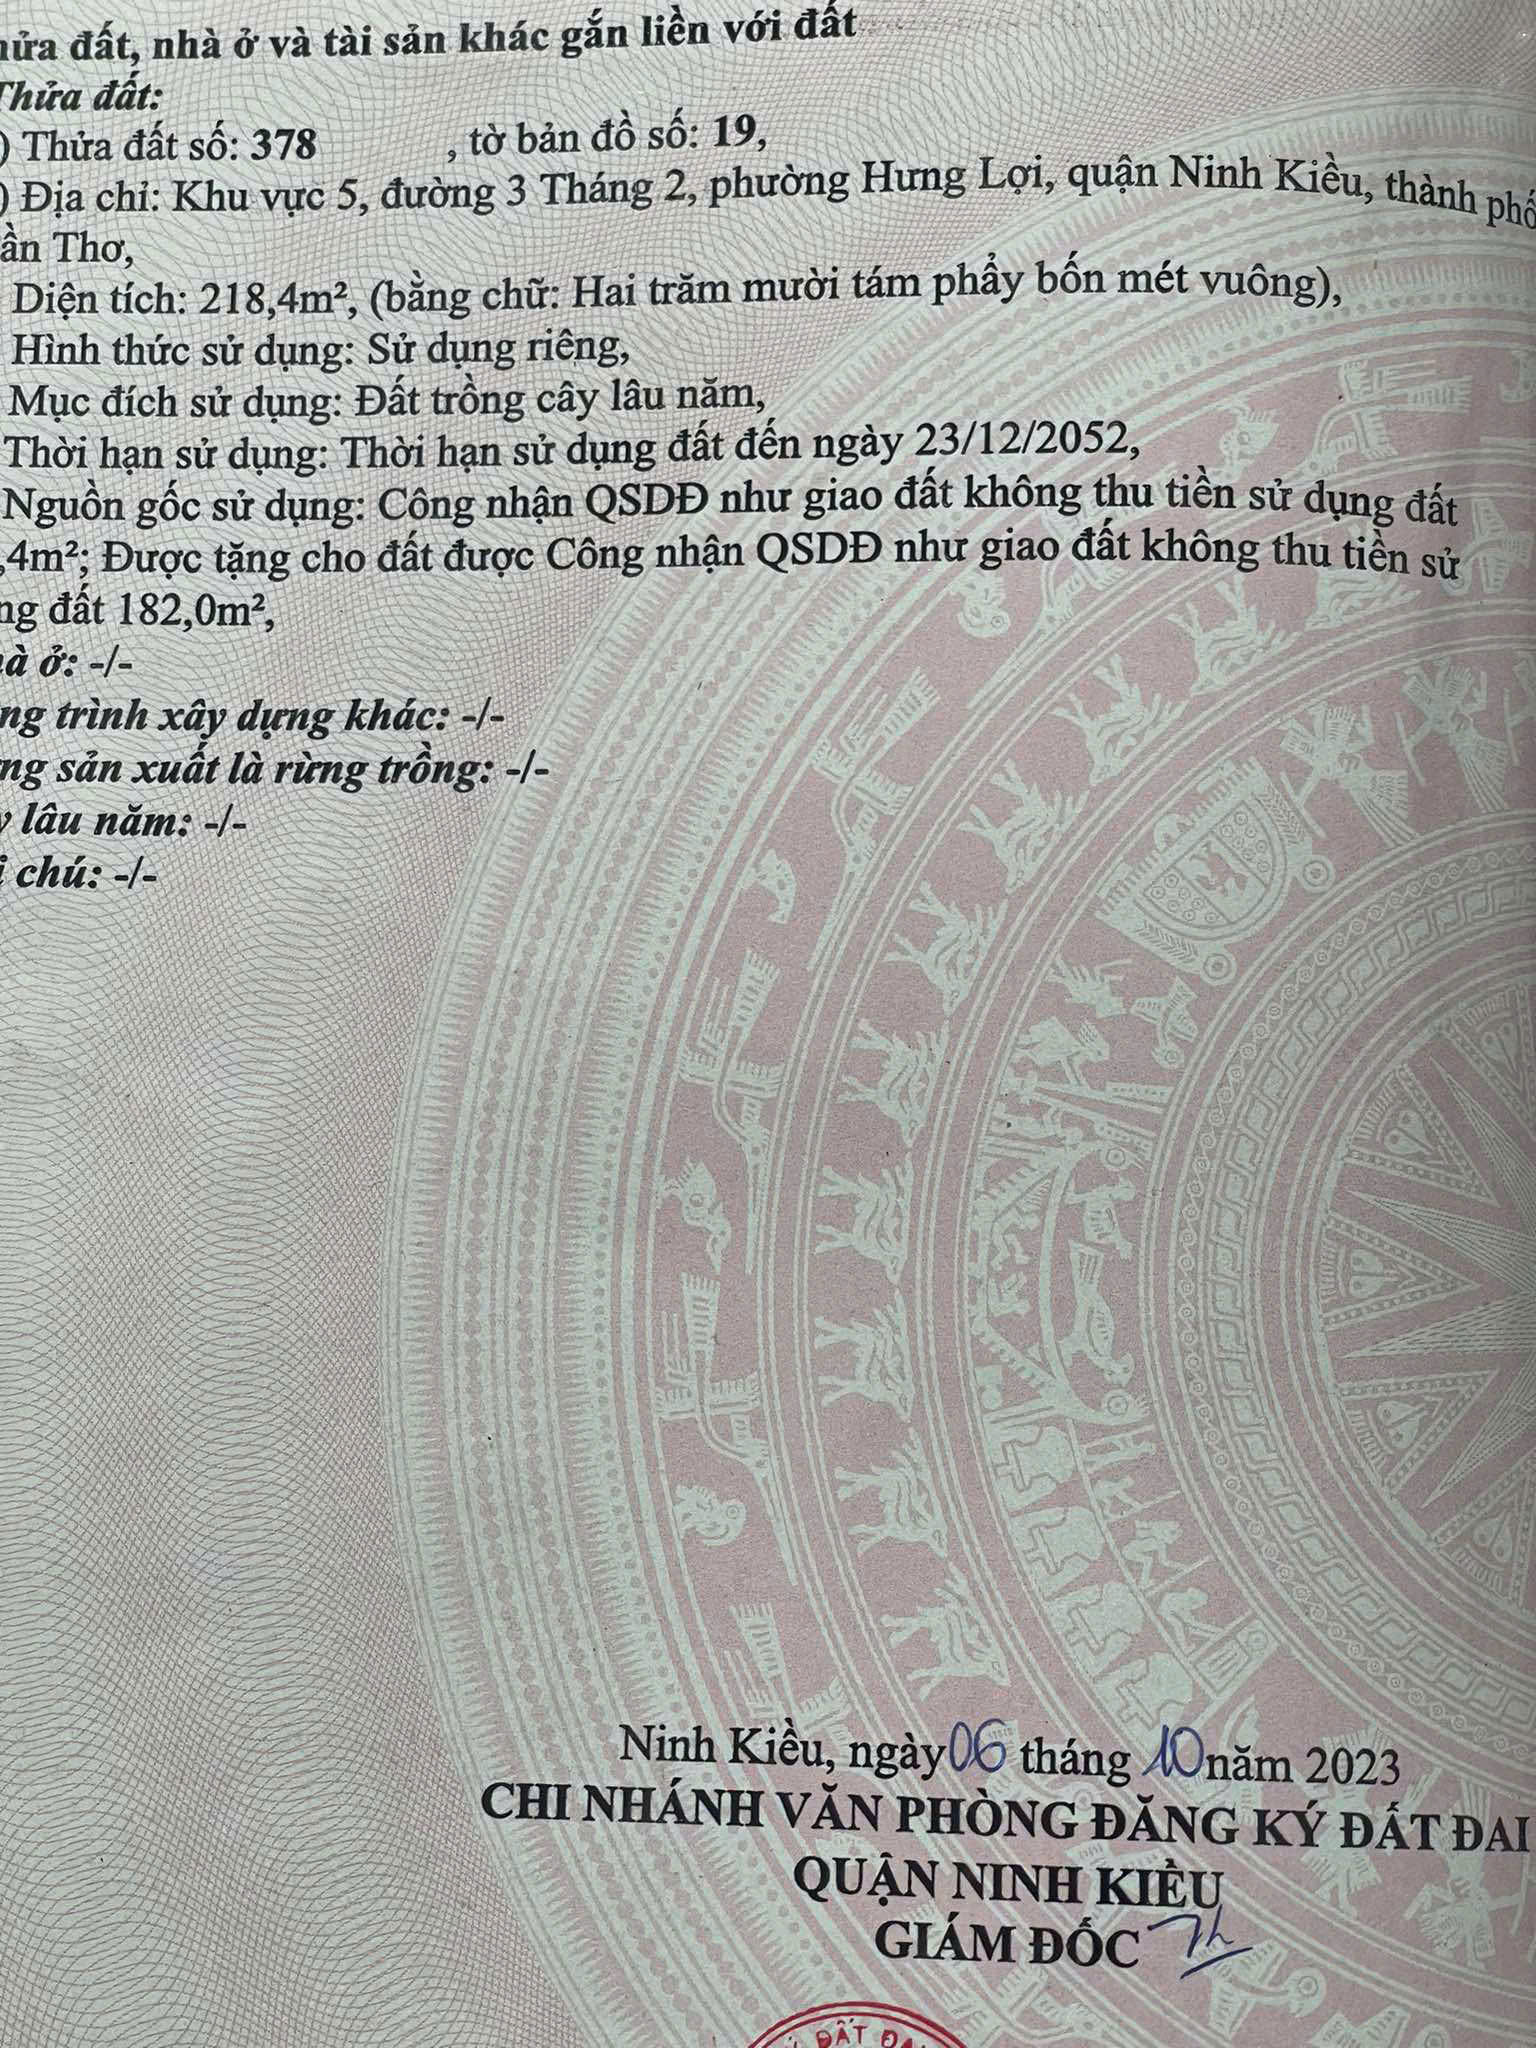 hửa đất, nhà ở và tài sản khác gắn liền với đất
Thửa đất:
) Thửa đất số: 378 , tờ bản đồ số: 19,
) Địa chỉ: Khu vực 5, đường 3 Tháng 2, phường Hưng Lợi, quận Ninh Kiều, thành phố
ần Thơ,
Diện tích: 218,4m², (bằng chữ: Hai trăm mười tám phẩy bốn mét vuông),
Hình thức sử dụng: Sử dụng riêng,
Mục đích sử dụng: Đất trồng cây lâu năm,
Thời hạn sử dụng: Thời hạn sử dụng đất đến ngày 23/12/2052,
Nguồn gốc sử dụng: Công nhận QSDĐ như giao đất không thu tiền sử dụng đất
,4m²; Được tặng cho đất được Công nhận QSDĐ như giao đất không thu tiền sử
ng đất 182,0m²,
à ở: -/-
ng trình xây dựng khác: -/-
ng sản xuất là rừng trồng: -/-
y lâu năm: -/-
i chú: -/-
Ninh Kiều, ngày 06 tháng 10 năm 2023
CHI NHÁNH VĂN PHÒNG ĐĂNG KÝ ĐẤT ĐAI
QUẬN NINH KIỀU
GIÁM ĐỐC
ĐẤT ĐA